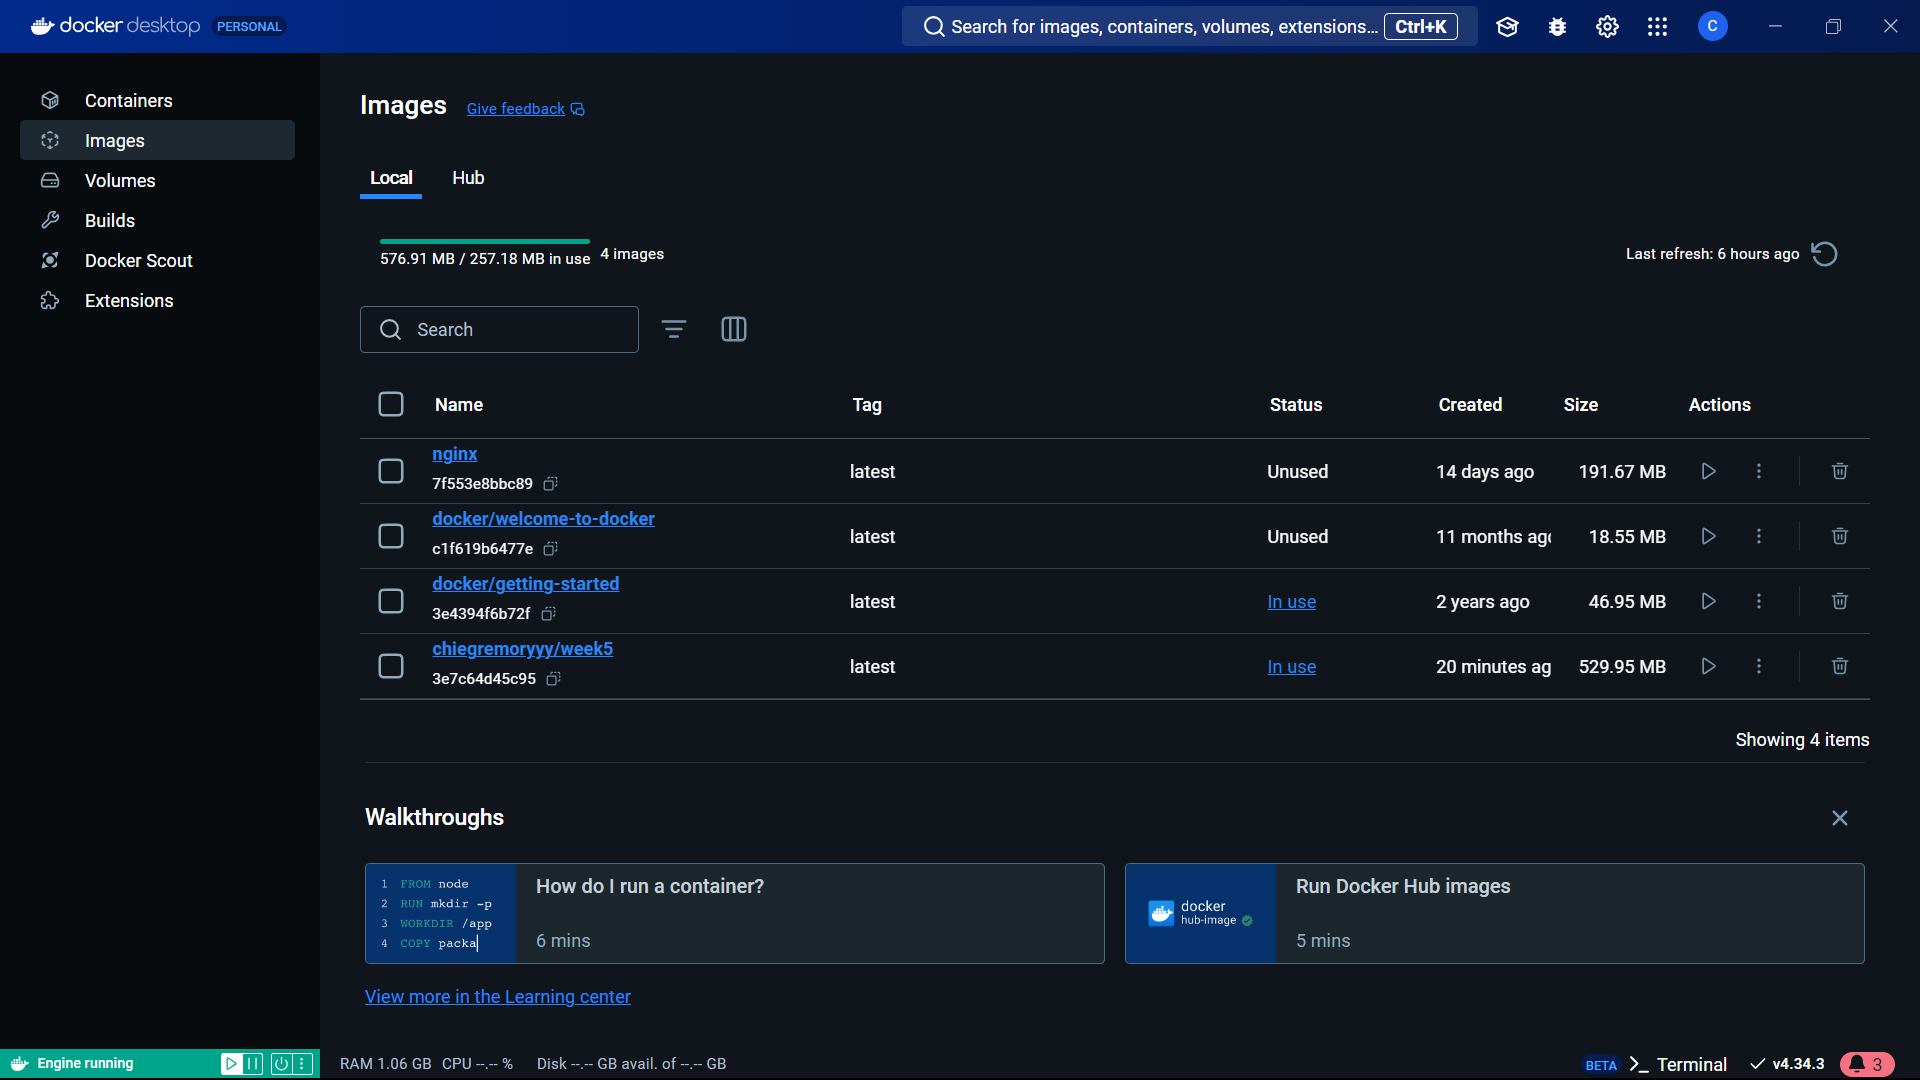 docker desktop PERSONAL
Search for images, containers, volumes, extensions... Ctrl+K
C
Containers
Images
Volumes
Builds
Docker Scout
Extensions
Images Give feedback
Local Hub
576.91 MB / 257.18 MB in use 4 images
Last refresh: 6 hours ago
Search
Name Tag Status Created Size Actions
nginx
7f553e8bbc89
latest Unused 14 days ago 191.67 MB
docker/welcome-to-docker
c1f619b6477e
latest Unused 11 months ago 18.55 MB
docker/getting-started
3e4394f6b72f
latest In use 2 years ago 46.95 MB
chiegremoryyy/week5
3e7c64d45c95
latest In use 20 minutes ag 529.95 MB
Showing 4 items
Walkthroughs
1 FROM node
2 RUN mkdir -p
3 WORKDIR /app
4 COPY packa
How do I run a container?
6 mins
docker
hub-image
Run Docker Hub images
5 mins
View more in the Learning center
Engine running
RAM 1.06 GB CPU --.-- % Disk --.-- GB avail. of --.-- GB
BETA Terminal v4.34.3 3